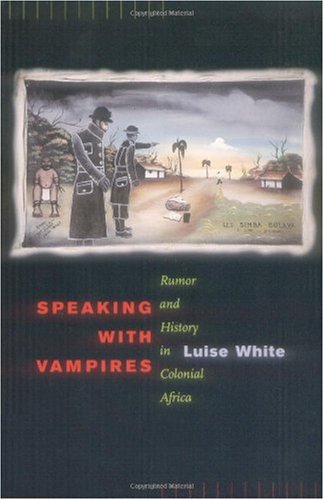 LES SIMBA BULAYA
SPEAKING
WITH
VAMPIRES
Rumor
and
History
in
Colonial
Africa
Luise White